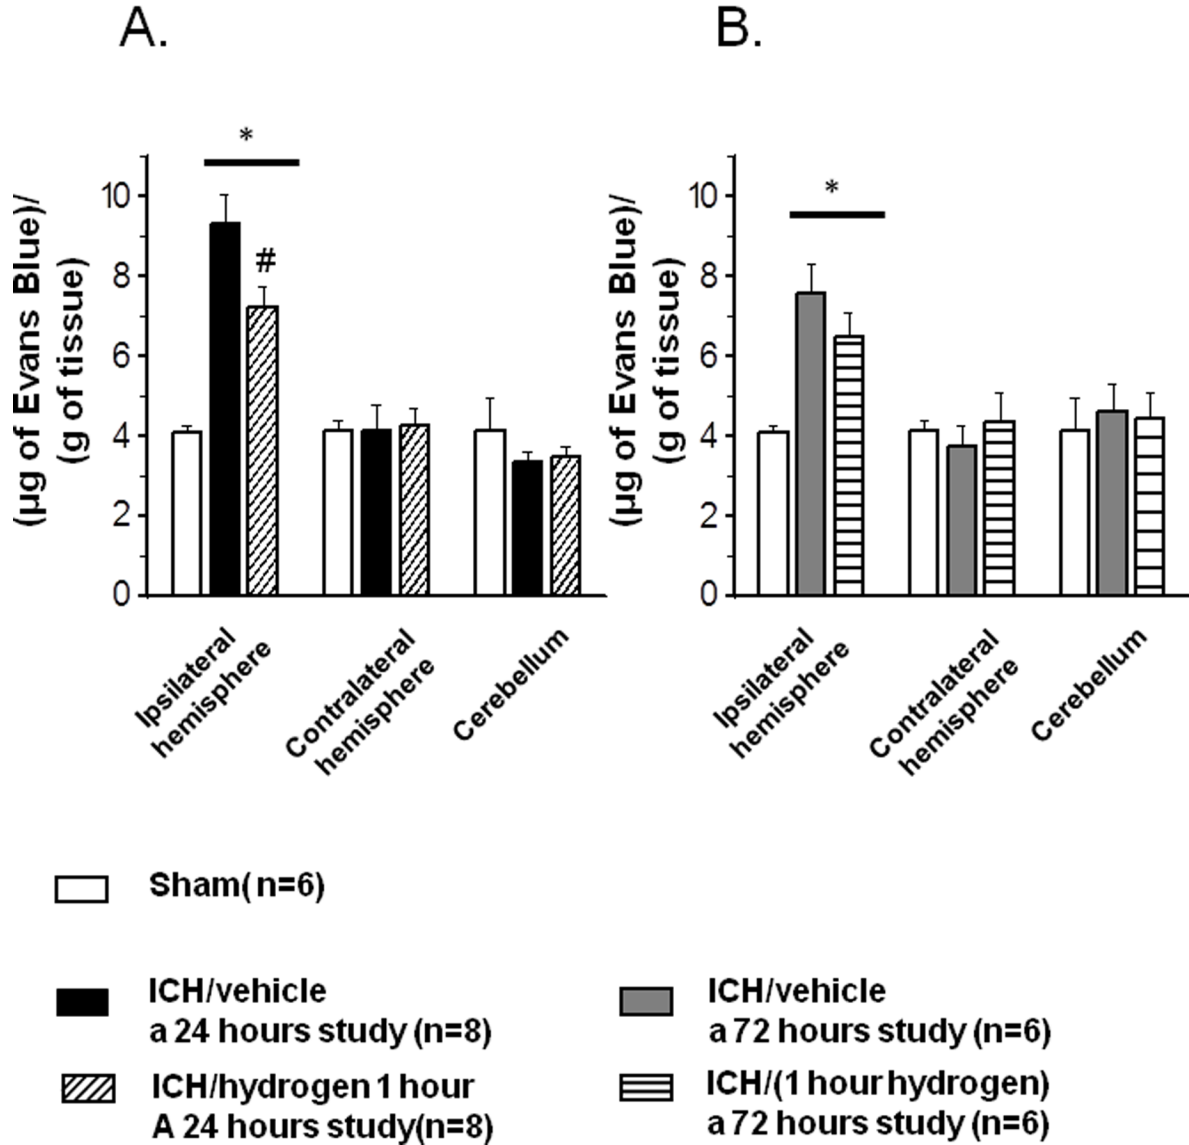 A.
B.
*
10
8
6
4
2
0
#
(µg of Evans Blue)/
(g of tissue)
Ipsilateral
hemisphere
Contralateral
hemisphere
Cerebellum
*
10
8
6
4
2
0
(µg of Evans Blue)/
(g of tissue)
Ipsilateral
hemisphere
Contralateral
hemisphere
Cerebellum
Sham(n=6)
ICH/vehicle
a 24 hours study (n=8)
ICH/hydrogen 1 hour
A 24 hours study(n=8)
ICH/vehicle
a 72 hours study (n=6)
ICH/(1 hour hydrogen)
a 72 hours study (n=6)